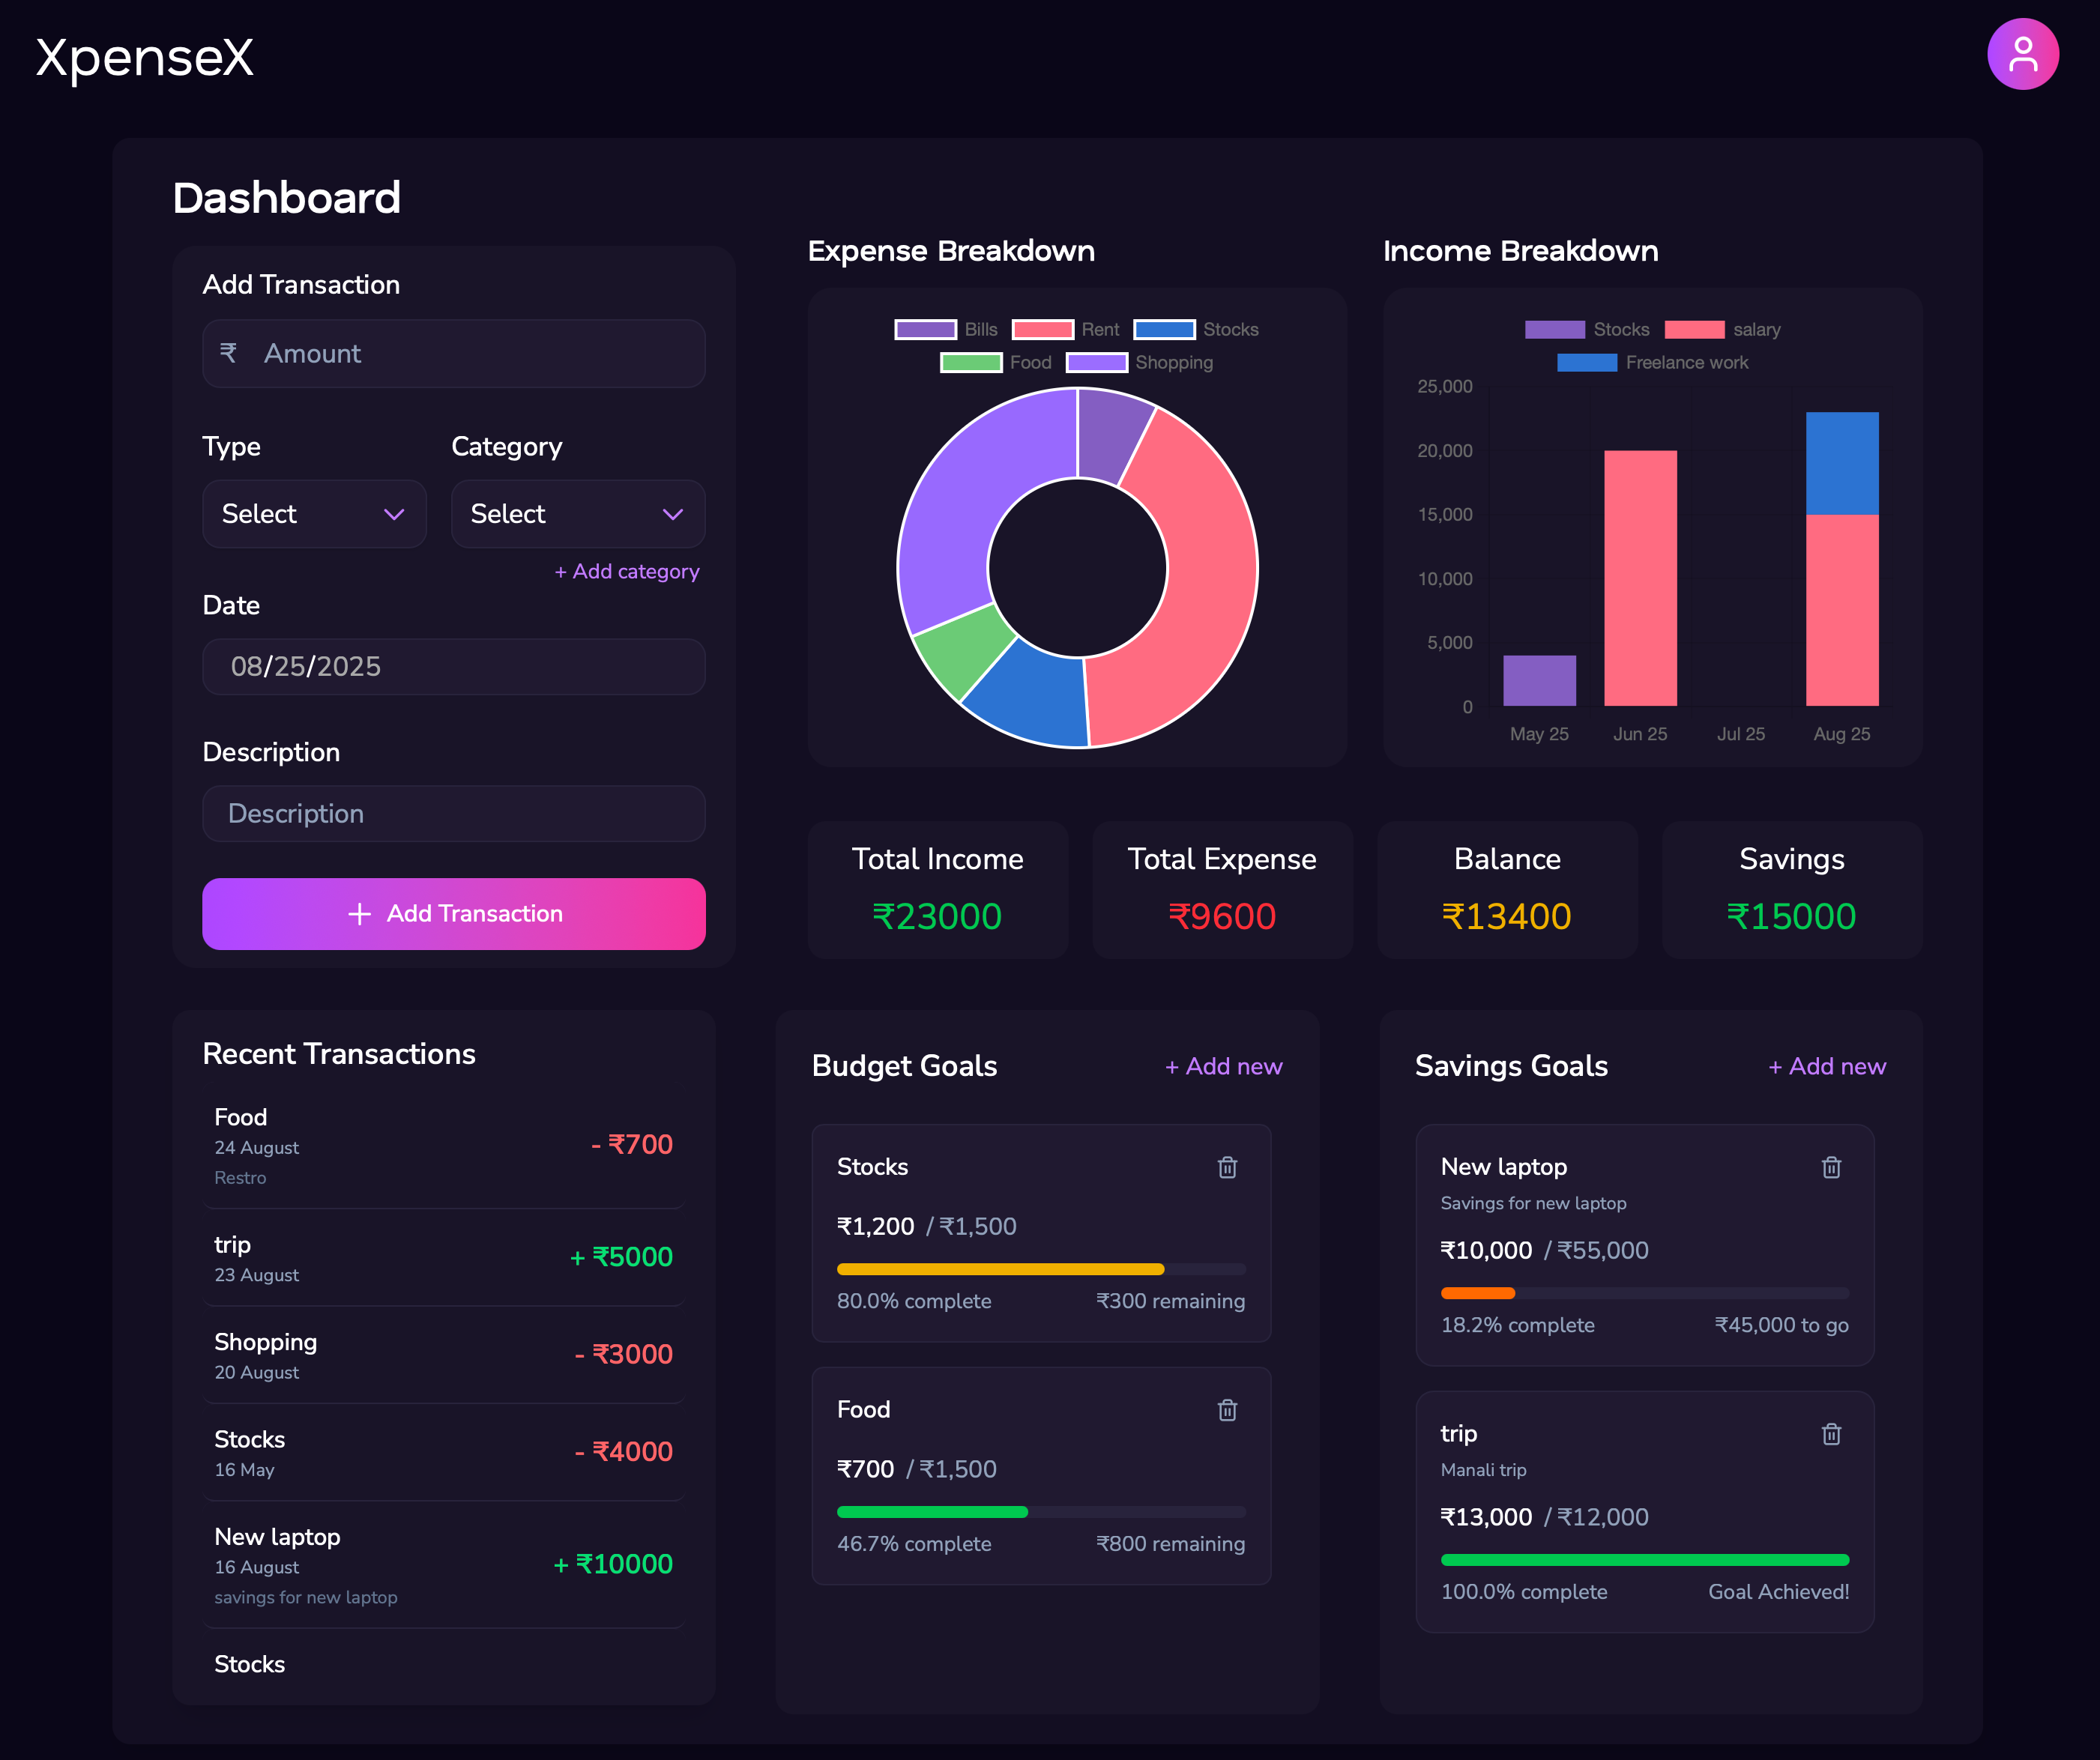 XpenseX
Dashboard
Add Transaction
₹ Amount
Type Category
Select Select
+ Add category
Date
08/25/2025
Description
Description
+ Add Transaction
Expense Breakdown
Bills Rent Stocks
Food Shopping
Income Breakdown
Stocks salary
Freelance work
25,000
20,000
15,000
10,000
5,000
0
May 25 Jun 25 Jul 25 Aug 25
Total Income
₹23000
Total Expense
₹9600
Balance
₹13400
Savings
₹15000
Recent Transactions
Food
24 August
Restro
- ₹700
trip
23 August
+ ₹5000
Shopping
20 August
- ₹3000
Stocks
16 May
- ₹4000
New laptop
16 August
savings for new laptop
+ ₹10000
Stocks
Budget Goals + Add new
Stocks
₹1,200 / ₹1,500
80.0% complete ₹300 remaining
Food
₹700 / ₹1,500
46.7% complete ₹800 remaining
Savings Goals + Add new
New laptop
Savings for new laptop
₹10,000 / ₹55,000
18.2% complete ₹45,000 to go
trip
Manali trip
₹13,000 / ₹12,000
100.0% complete Goal Achieved!